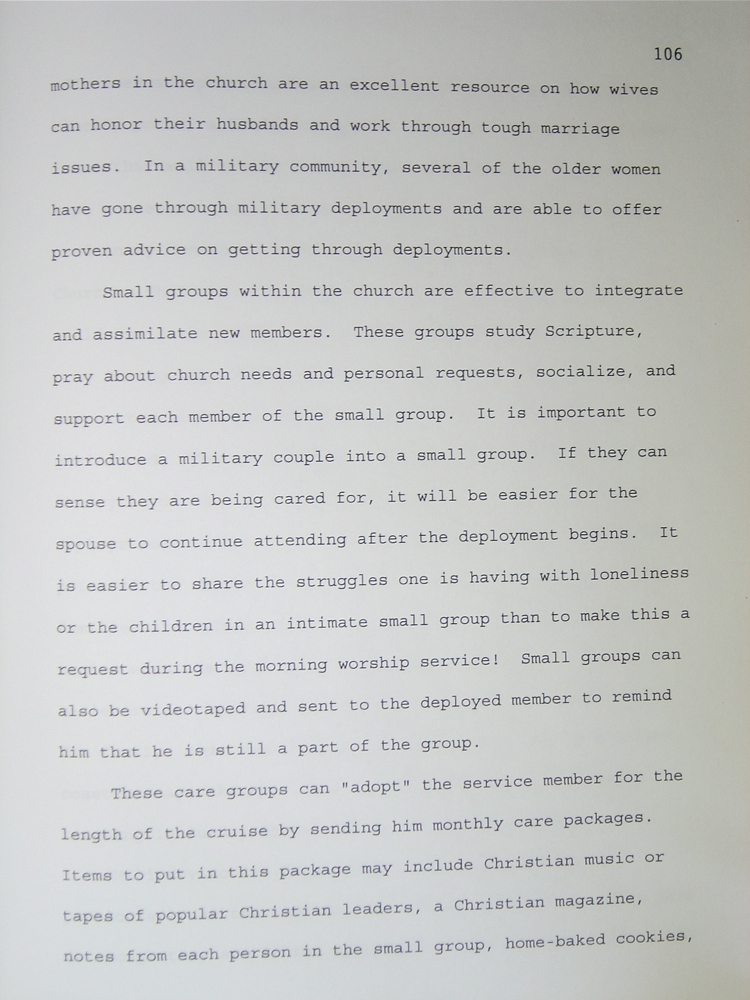 106
mothers in the church are an excellent resource on how wives
can honor their husbands and work through tough marriage
issues.  In a military community, several of the older women
have gone through military deployments and are able to offer
proven advice on getting through deployments.
Small groups within the church are effective to integrate
and assimilate new members.  These groups study Scripture,
pray about church needs and personal requests, socialize, and
support each member of the small group.  It is important to
introduce a military couple into a small group.  If they can
sense they are being cared for, it will be easier for the
spouse to continue attending after the deployment begins.  It
is easier to share the struggles one is having with loneliness
or the children in an intimate small group than to make this a
request during the morning worship service!  Small groups can
also be videotaped and sent to the deployed member to remind
him that he is still a part of the group.
These care groups can "adopt" the service member for the
length of the cruise by sending him monthly care packages.
Items to put in this package may include Christian music or
tapes of popular Christian leaders, a Christian magazine,
notes from each person in the small group, home-baked cookies,